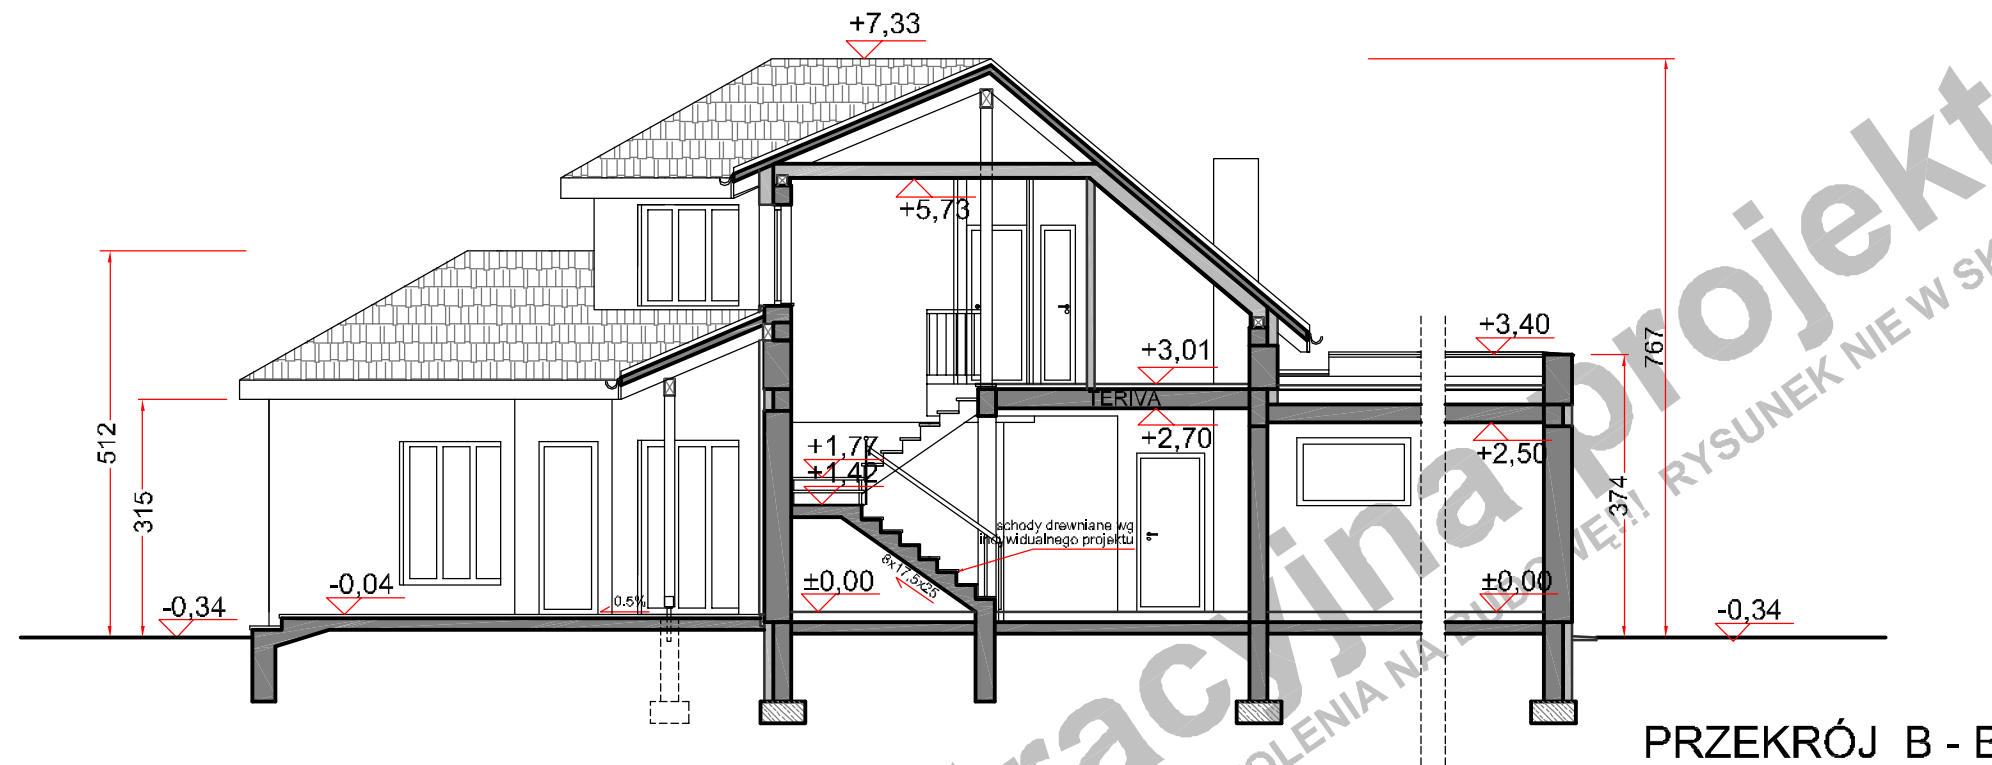 +7,33
+5,73
+3,40
+3,01
TERIVA
+2,70
+2,50
+1,77
+1,42
512
315
767
374
schody drewniane wg
indywidualnego projektu
8x17,5x25
±0,00
±0,00
-0,04
0.5%
-0,34
-0,34
PRZEKRÓJ B - B
racyjna projekt
OLENIA NA BUDOWĘ!!! RYSUNEK NIE W SK